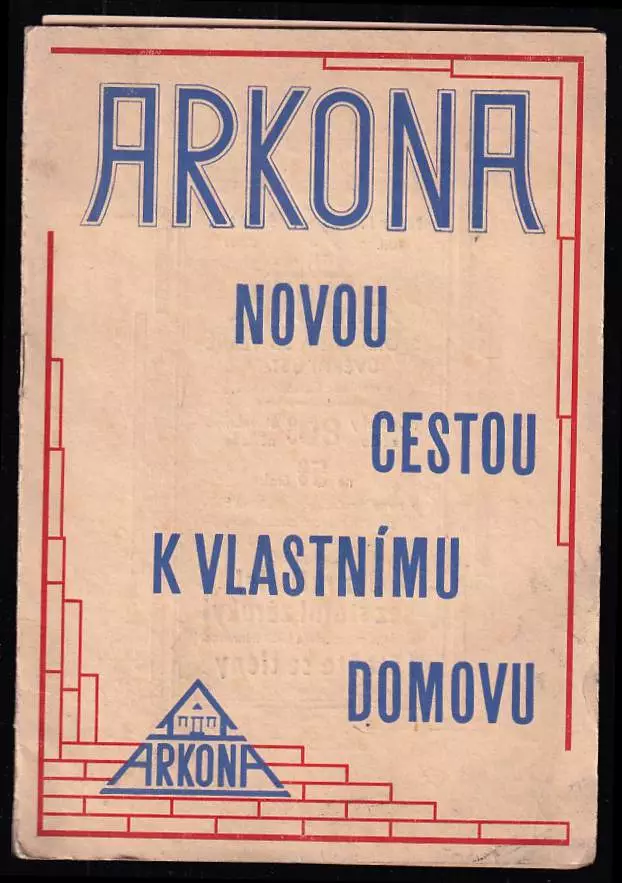 ARKONA
NOVOU
CESTOU
K VLASTNÍMU
DOMOVU
ARKONA